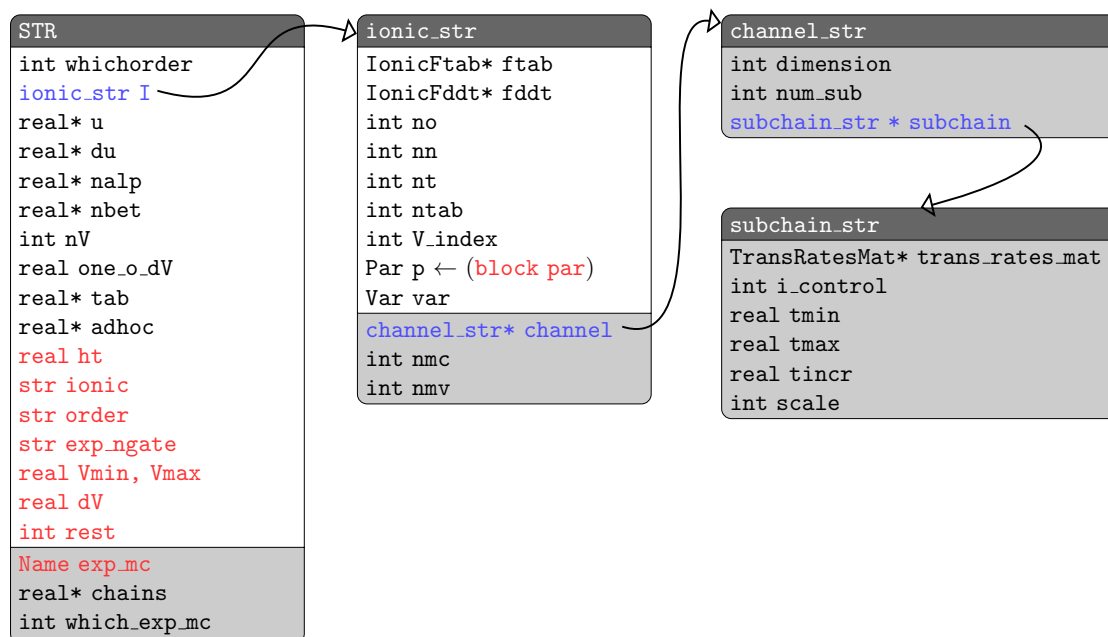 STR
int whichorder
ionic_str I
real* u
real* du
real* nalp
real* nbet
int nV
real one_o_dV
real* tab
real* adhoc
real ht
str ionic
str order
str exp_ngate
real Vmin, Vmax
real dV
int rest
Name exp_mc
real* chains
int which_exp_mc
ionic_str
IonicFtab* ftab
IonicFddt* fddt
int no
int nn
int nt
int ntab
int V_index
Par p ← (block par)
Var var
channel_str* channel
int nmc
int nmv
channel_str
int dimension
int num_sub
subchain_str * subchain
subchain_str
TransRatesMat* trans_rates_mat
int i_control
real tmin
real tmax
real tincr
int scale